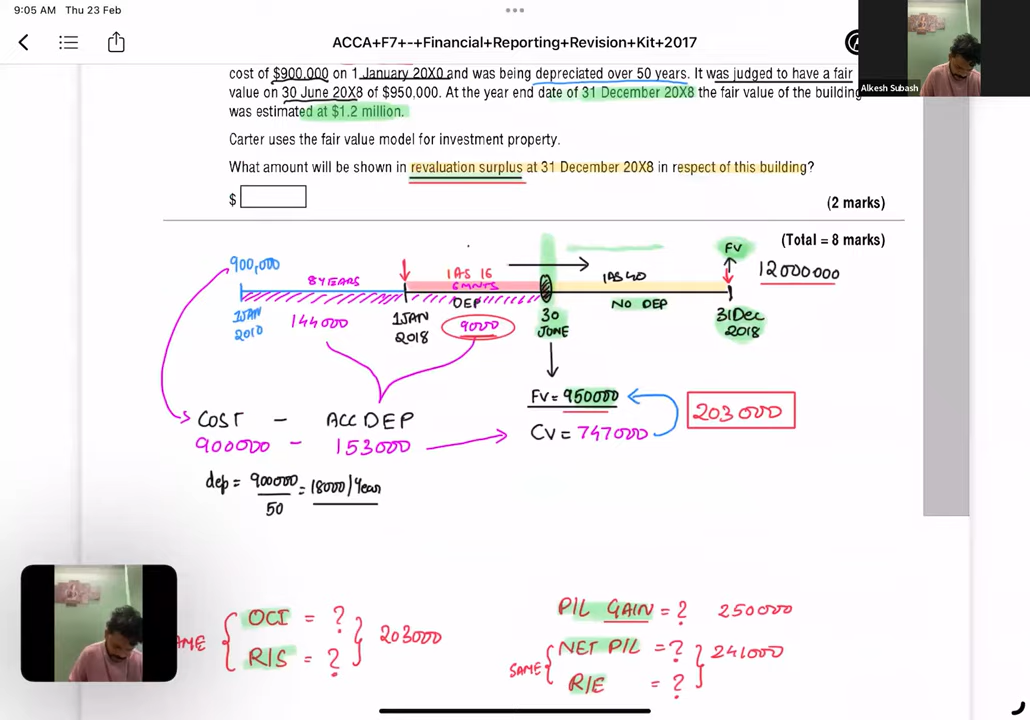 9:05 AM Thu 23 Feb
ACCA+F7+-+Financial+Reporting+Revision+Kit+2017
Alkesh Subash
cost of $900,000 on 1 January 20X0 and was being depreciated over 50 years. It was judged to have a fair
value on 30 June 20X8 of $950,000. At the year end date of 31 December 20X8 the fair value of the building
was estimated at $1.2 million.
Carter uses the fair value model for investment property.
What amount will be shown in revaluation surplus at 31 December 20X8 in respect of this building?
$
(2 marks)
(Total = 8 marks)
FV
900,000
8 YEARS
IAS 16
6 MNTS
IAS 40
12000000
DEP
NO DEP
1JAN
2010
144000
1JAN
2018
9000
30
JUNE
31Dec
2018
FV = 950000
CV = 747000
203000
COST - ACC DEP
900000 - 153000
dep = 900000 = 18000/Year
50
OCI = ?
R/S = ?
203000
P/L GAIN = ? 250000
SAME
NET P/L = ?
R/E = ?
241000